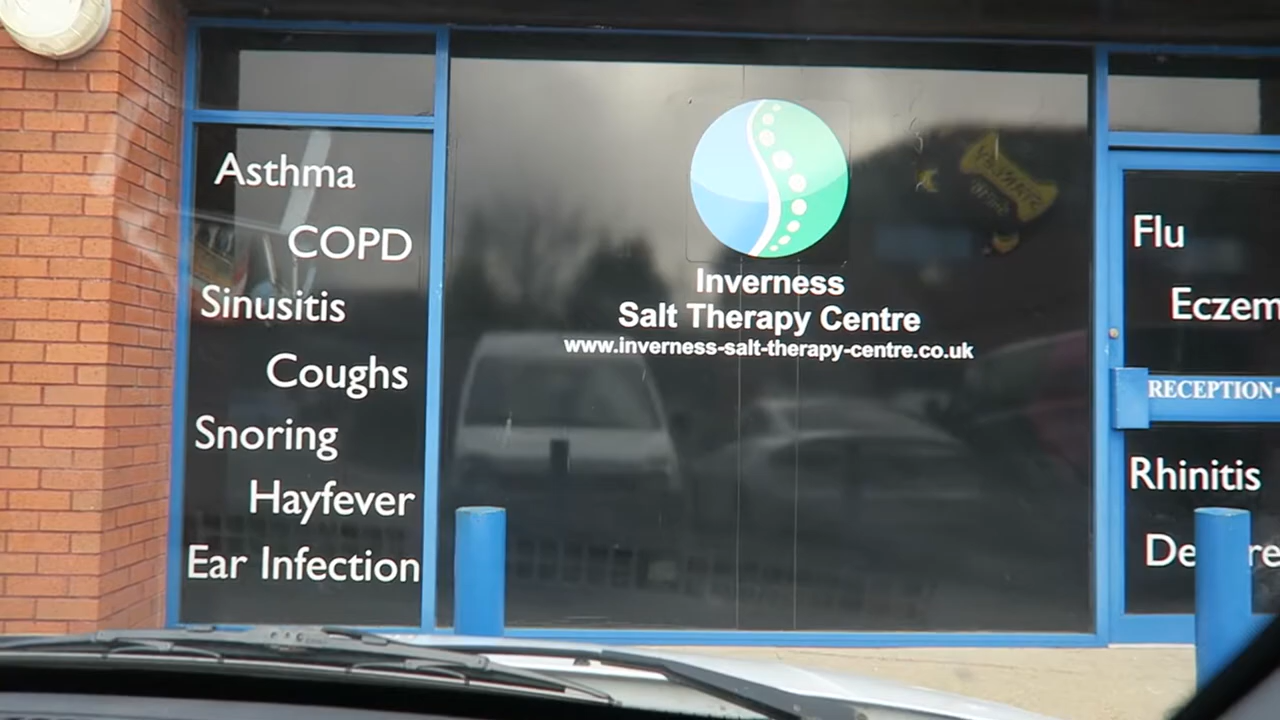 Asthma
COPD
Sinusitis
Coughs
Snoring
Hayfever
Ear Infection
Inverness
Salt Therapy Centre
www.inverness-salt-therapy-centre.co.uk
Flu
Eczem
RECEPTION
Rhinitis